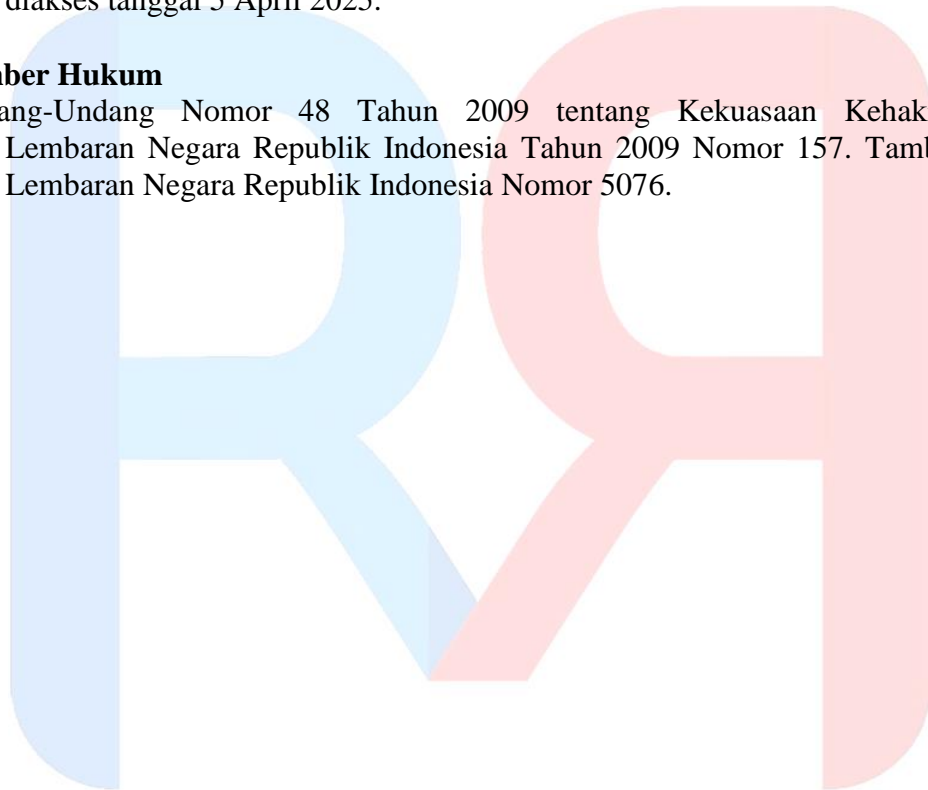 diakses tanggal 5 April 2025.
mber Hukum
ang-Undang Nomor 48 Tahun 2009 tentang Kekuasaan Kehak
Lembaran Negara Republik Indonesia Tahun 2009 Nomor 157. Tamb
Lembaran Negara Republik Indonesia Nomor 5076.